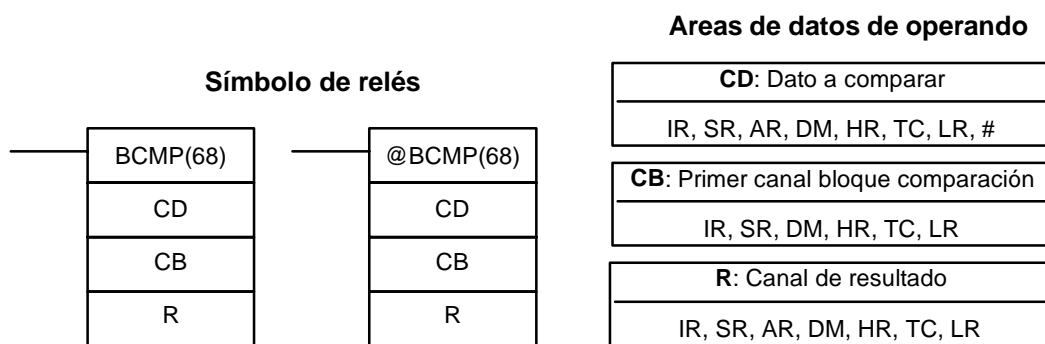 Areas de datos de operando
Símbolo de relés
BCMP(68)
CD
CB
R
@BCMP(68)
CD
CB
R
CD: Dato a comparar
IR, SR, AR, DM, HR, TC, LR, #
CB: Primer canal bloque comparación
IR, SR, DM, HR, TC, LR
R: Canal de resultado
IR, SR, AR, DM, HR, TC, LR